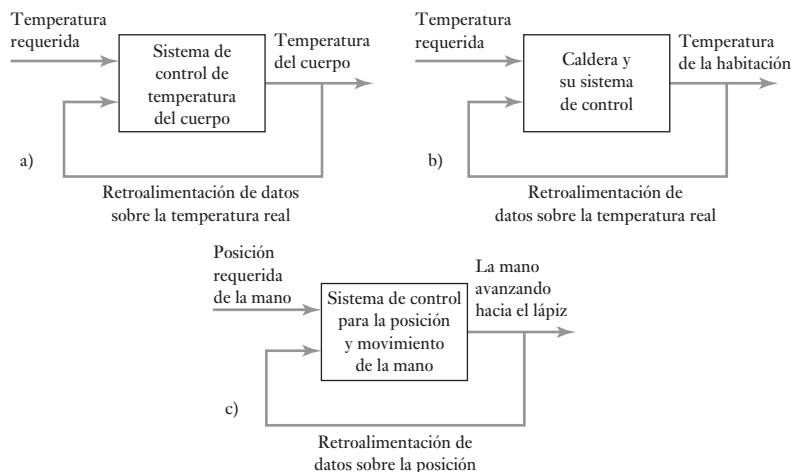 Temperatura
requerida
Sistema de
control de
temperatura
del cuerpo
Temperatura
del cuerpo
a)
Retroalimentación de datos
sobre la temperatura real
Temperatura
requerida
Caldera y
su sistema
de control
Temperatura
de la habitación
b)
Retroalimentación de
datos sobre la temperatura real
Posición
requerida
de la mano
Sistema de control
para la posición
y movimiento
de la mano
La mano
avanzando
hacia el lápiz
c)
Retroalimentación de
datos sobre la posición